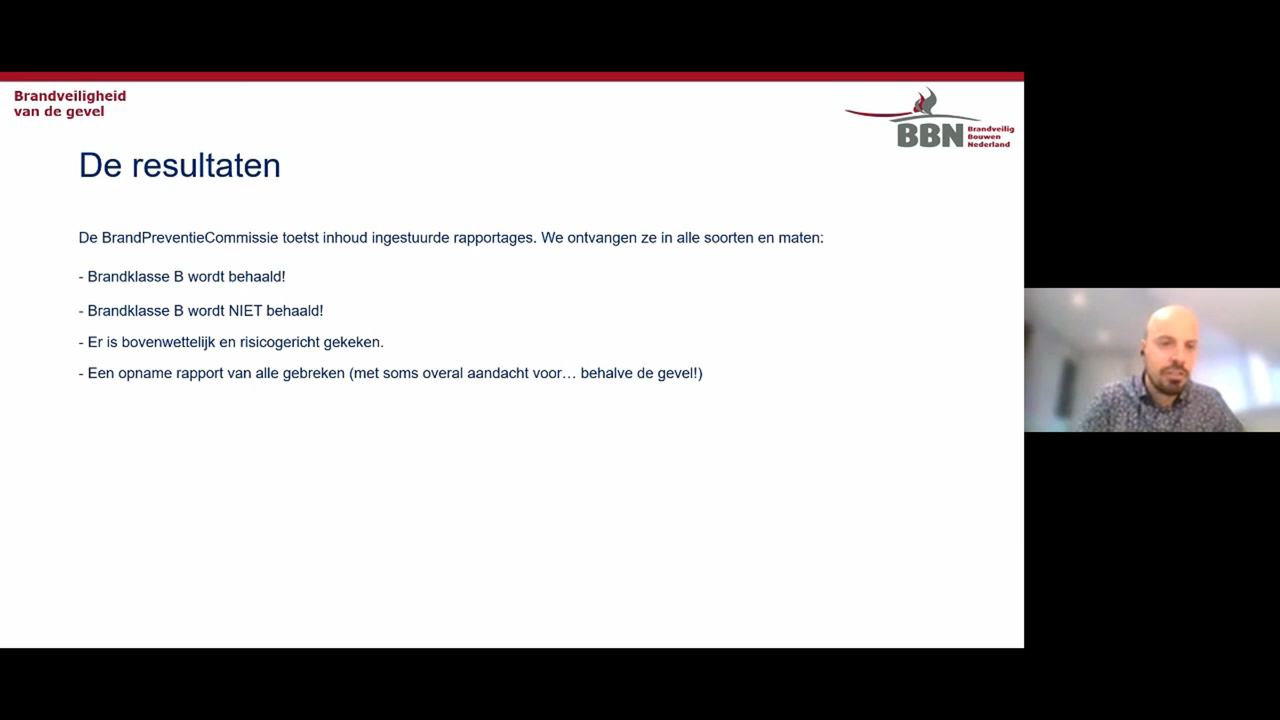 Brandveiligheid
van de gevel
BBN
Brandveilig
Bouwen
Nederland
De resultaten
De BrandPreventieCommissie toetst inhoud ingestuurde rapportages. We ontvangen ze in alle soorten en maten:
- Brandklasse B wordt behaald!
- Brandklasse B wordt NIET behaald!
- Er is bovenwettelijk en risicogericht gekeken.
- Een opname rapport van alle gebreken (met soms overal aandacht voor… behalve de gevel!)